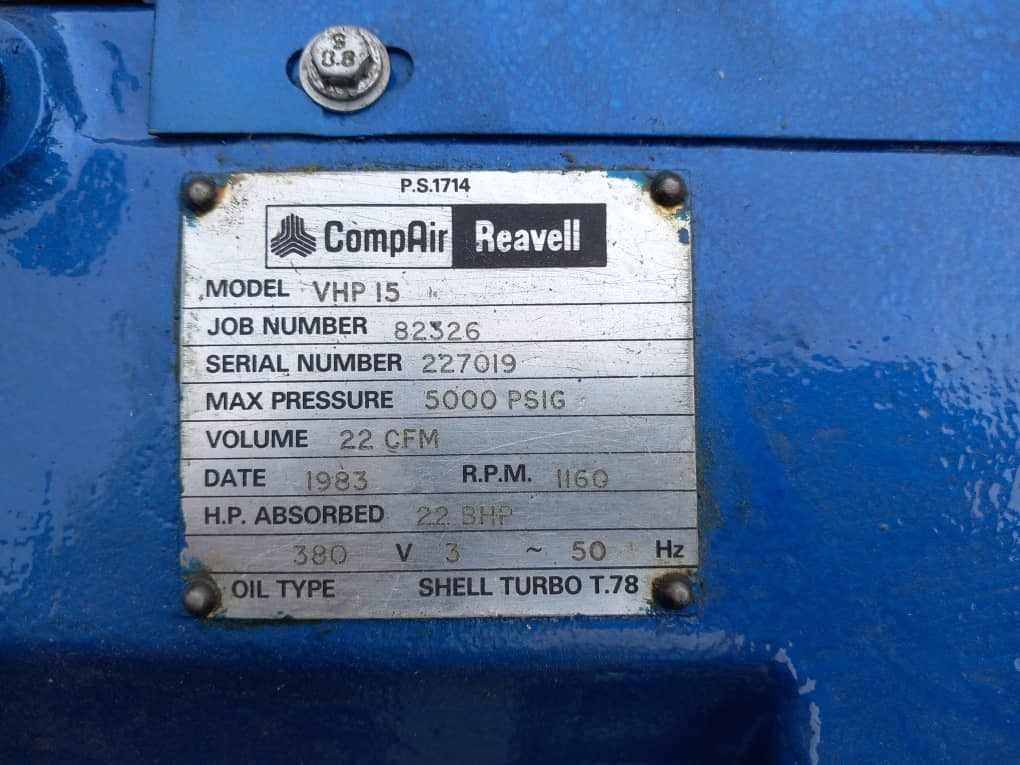 S
8.8
P.S.1714
CompAir Reavell
MODEL VHP 15
JOB NUMBER 82326
SERIAL NUMBER 227019
MAX PRESSURE 5000 PSIG
VOLUME 22 CFM
DATE 1983 R.P.M. 1160
H.P. ABSORBED 22 BHP
380 V 3 ~ 50 Hz
OIL TYPE SHELL TURBO T.78